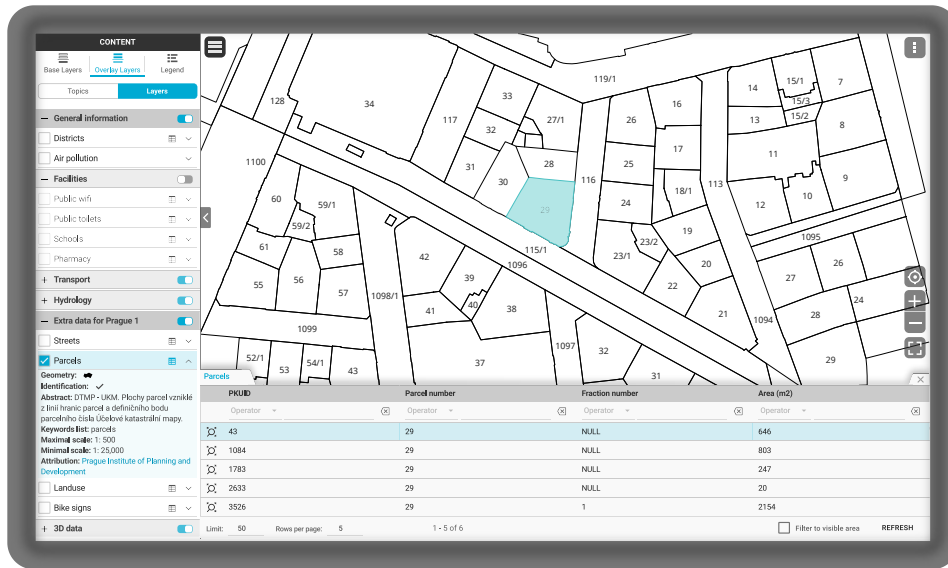 CONTENT
Base Layers Overlay Layers Legend
Topics Layers
General information
Districts
Air pollution
Facilities
Public wifi
Public toilets
Schools
Pharmacy
Transport
Hydrology
Extra data for Prague 1
Streets
Parcels
Geometry:
Identification:
Abstract: DTMP - UKM. Plochy parcel vzniklé
z linií hranic parcel a definičního bodu
parcelního čísla Účelové katastrální mapy.
Keywords list: parcels
Maximal scale: 1: 500
Minimal scale: 1: 25,000
Attribution: Prague Institute of Planning and
Development
Landuse
Bike signs
3D data
119/1
15/1 7
14
34 33 15/3
128 16
27/1 15/2
117 26 13 8
32
17
11
1100 31 28 25
30 116 9
113
60 59/1 24 18/1 10
29 12
59/2 19 1095
23/2
61 58 42 115/1 23/1
1096 20 26
55 56 57 39 27
22
1098/1 40 38 24
41 21 28
1094
1099
1097 32
52/1 29
53 54/1 43 37
31
Parcels
PKUID Parcel number Fraction number Area (m2)
Operator Operator Operator Operator
43 29 NULL 646
1084 29 NULL 803
1783 29 NULL 247
2633 29 NULL 20
3526 29 1 2154
Limit: 50 Rows per page: 5 1 - 5 of 6 Filter to visible area REFRESH